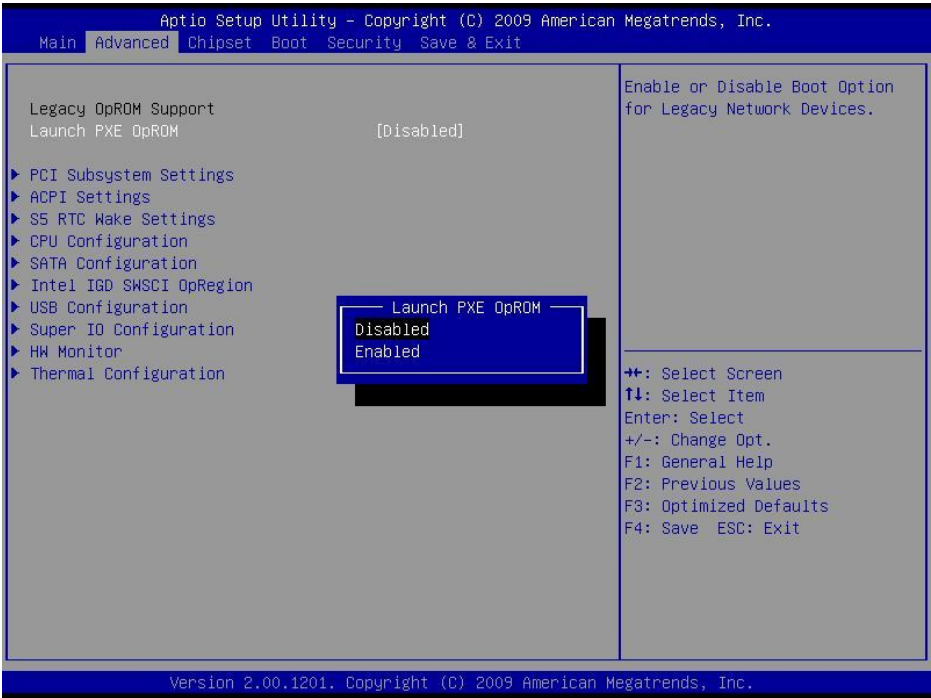 Aptio Setup Utility – Copyright (C) 2009 American Megatrends, Inc.
Main Advanced Chipset Boot Security Save & Exit
Legacy OpROM Support
Launch PXE OpROM [Disabled]
▶ PCI Subsystem Settings
▶ ACPI Settings
▶ S5 RTC Wake Settings
▶ CPU Configuration
▶ SATA Configuration
▶ Intel IGD SWSCI OpRegion
▶ USB Configuration
▶ Super IO Configuration
▶ HW Monitor
▶ Thermal Configuration
Launch PXE OpROM
Disabled
Enabled
Enable or Disable Boot Option
for Legacy Network Devices.
→←: Select Screen
↑↓: Select Item
Enter: Select
+/-: Change Opt.
F1: General Help
F2: Previous Values
F3: Optimized Defaults
F4: Save ESC: Exit
Version 2.00.1201. Copyright (C) 2009 American Megatrends, Inc.